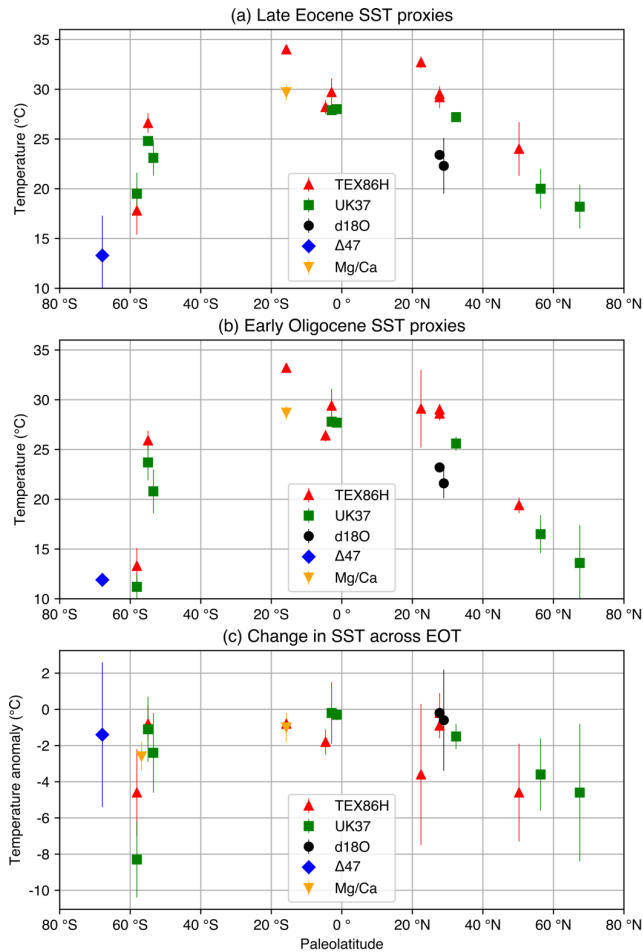 (a) Late Eocene SST proxies
35
30
25
20
15
10
Temperature (°C)
TEX86H
UK37
d18O
Δ47
Mg/Ca
80 °S 60 °S 40 °S 20 °S 0 ° 20 °N 40 °N 60 °N 80 °N
(b) Early Oligocene SST proxies
35
30
25
20
15
10
Temperature (°C)
TEX86H
UK37
d18O
Δ47
Mg/Ca
80 °S 60 °S 40 °S 20 °S 0 ° 20 °N 40 °N 60 °N 80 °N
(c) Change in SST across EOT
2
0
-2
-4
-6
-8
-10
Temperature anomaly (°C)
TEX86H
UK37
d18O
Δ47
Mg/Ca
80 °S 60 °S 40 °S 20 °S 0 ° 20 °N 40 °N 60 °N 80 °N
Paleolatitude